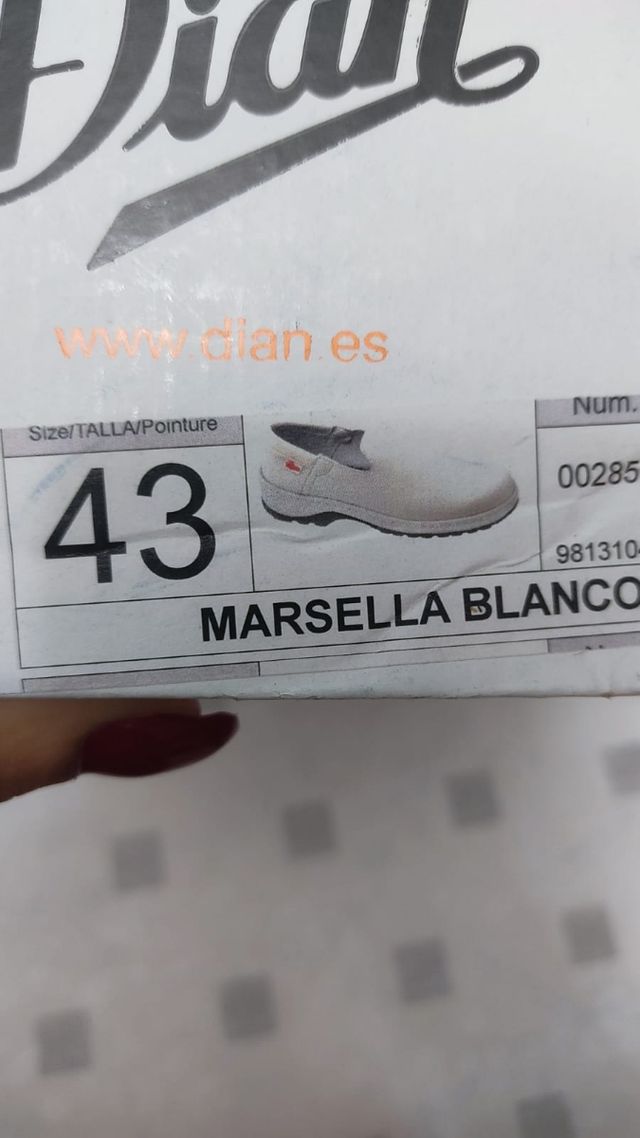 Dian
www.dian.es
Size/TALLA/Pointure
Num.
43
00285
981310
MARSELLA BLANCO